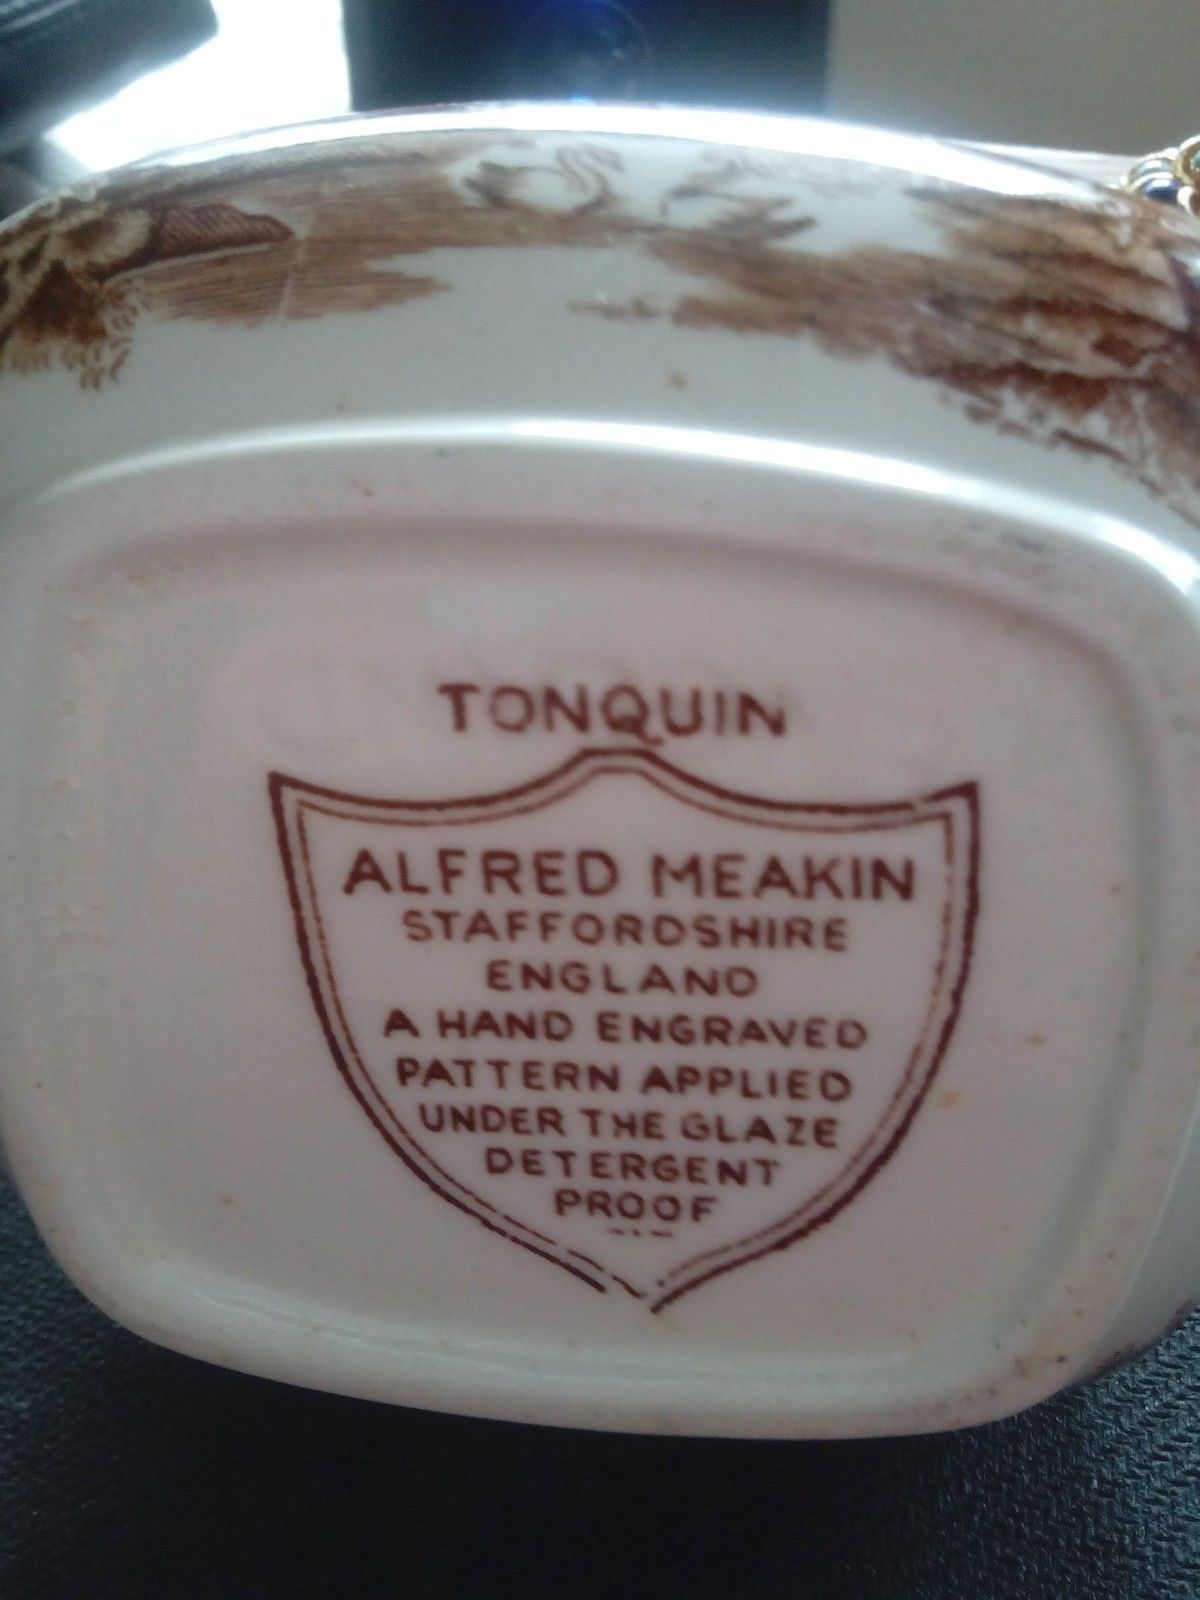 TONQUIN
ALFRED MEAKIN
STAFFORDSHIRE
ENGLAND
A HAND ENGRAVED
PATTERN APPLIED
UNDER THE GLAZE
DETERGENT
PROOF